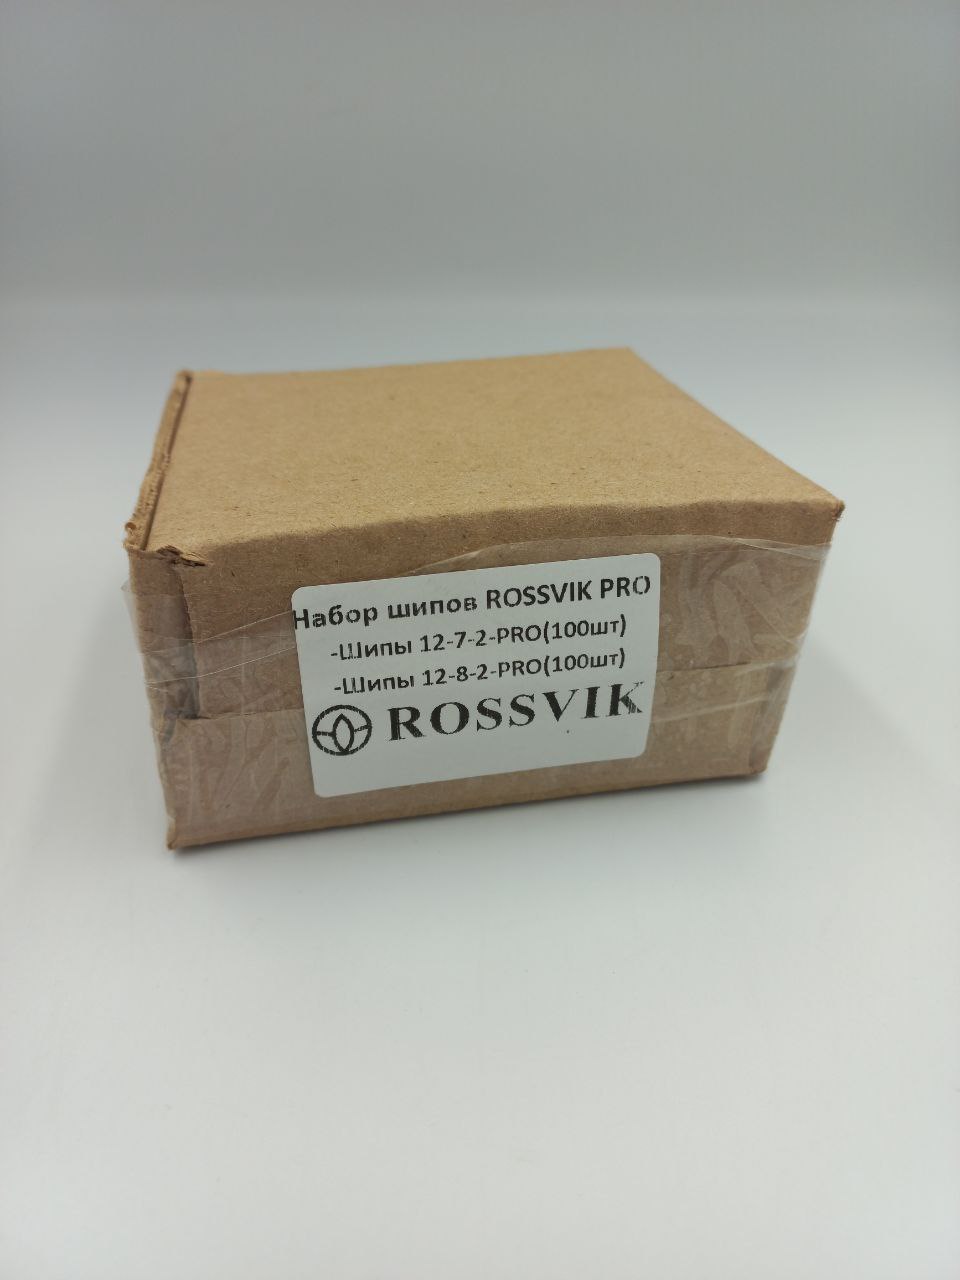 Набор шипов ROSSVIK PRO
-Шипы 12-7-2-PRO(100шт)
-Шипы 12-8-2-PRO(100шт)
ROSSVIK